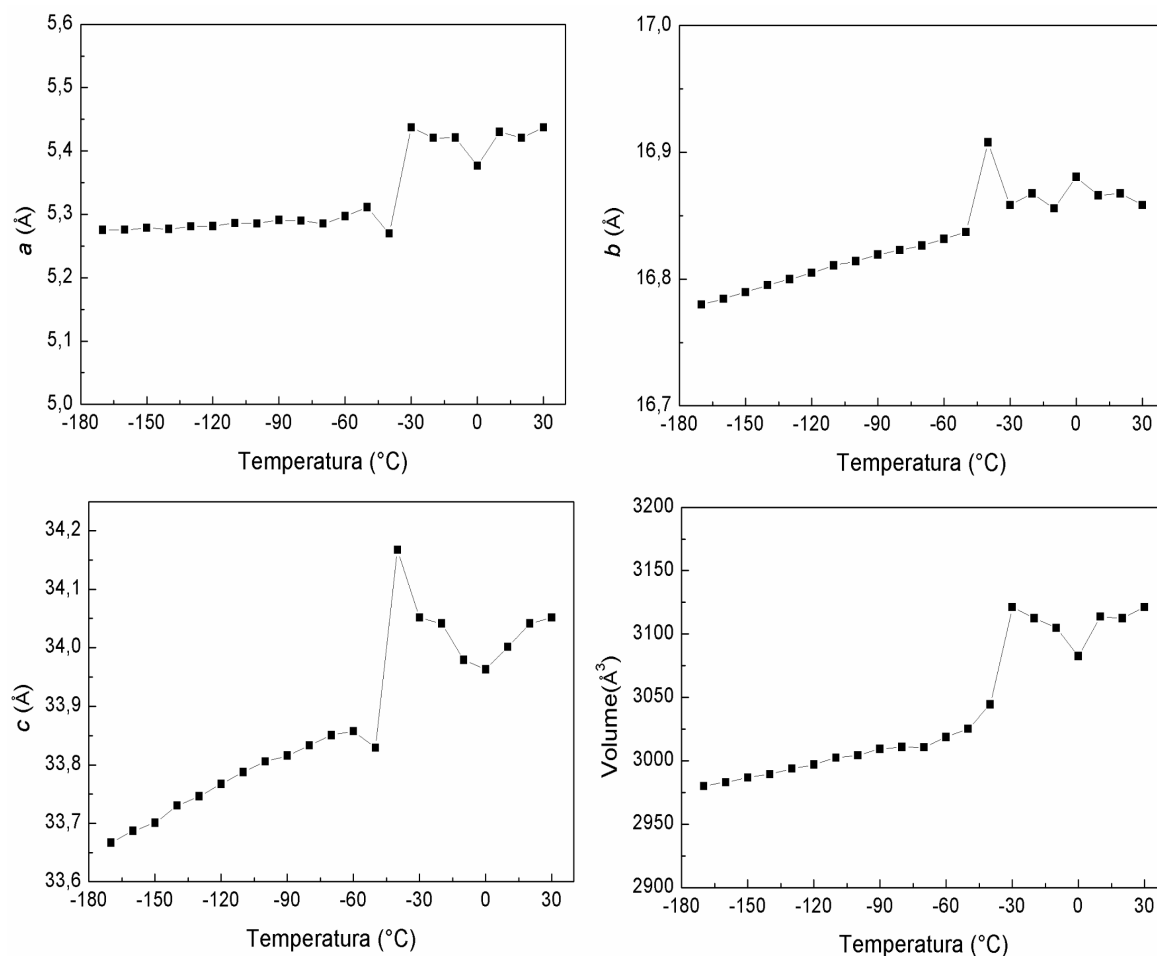 5,6
5,5
5,4
5,3
5,2
5,1
5,0
a (Å)
-180 -150 -120 -90 -60 -30 0 30
Temperatura (°C)
17,0
16,9
16,8
16,7
b (Å)
-180 -150 -120 -90 -60 -30 0 30
Temperatura (°C)
34,2
34,1
34,0
33,9
33,8
33,7
33,6
c (Å)
-180 -150 -120 -90 -60 -30 0 30
Temperatura (°C)
3200
3150
3100
3050
3000
2950
2900
Volume(Å³)
-180 -150 -120 -90 -60 -30 0 30
Temperatura (°C)